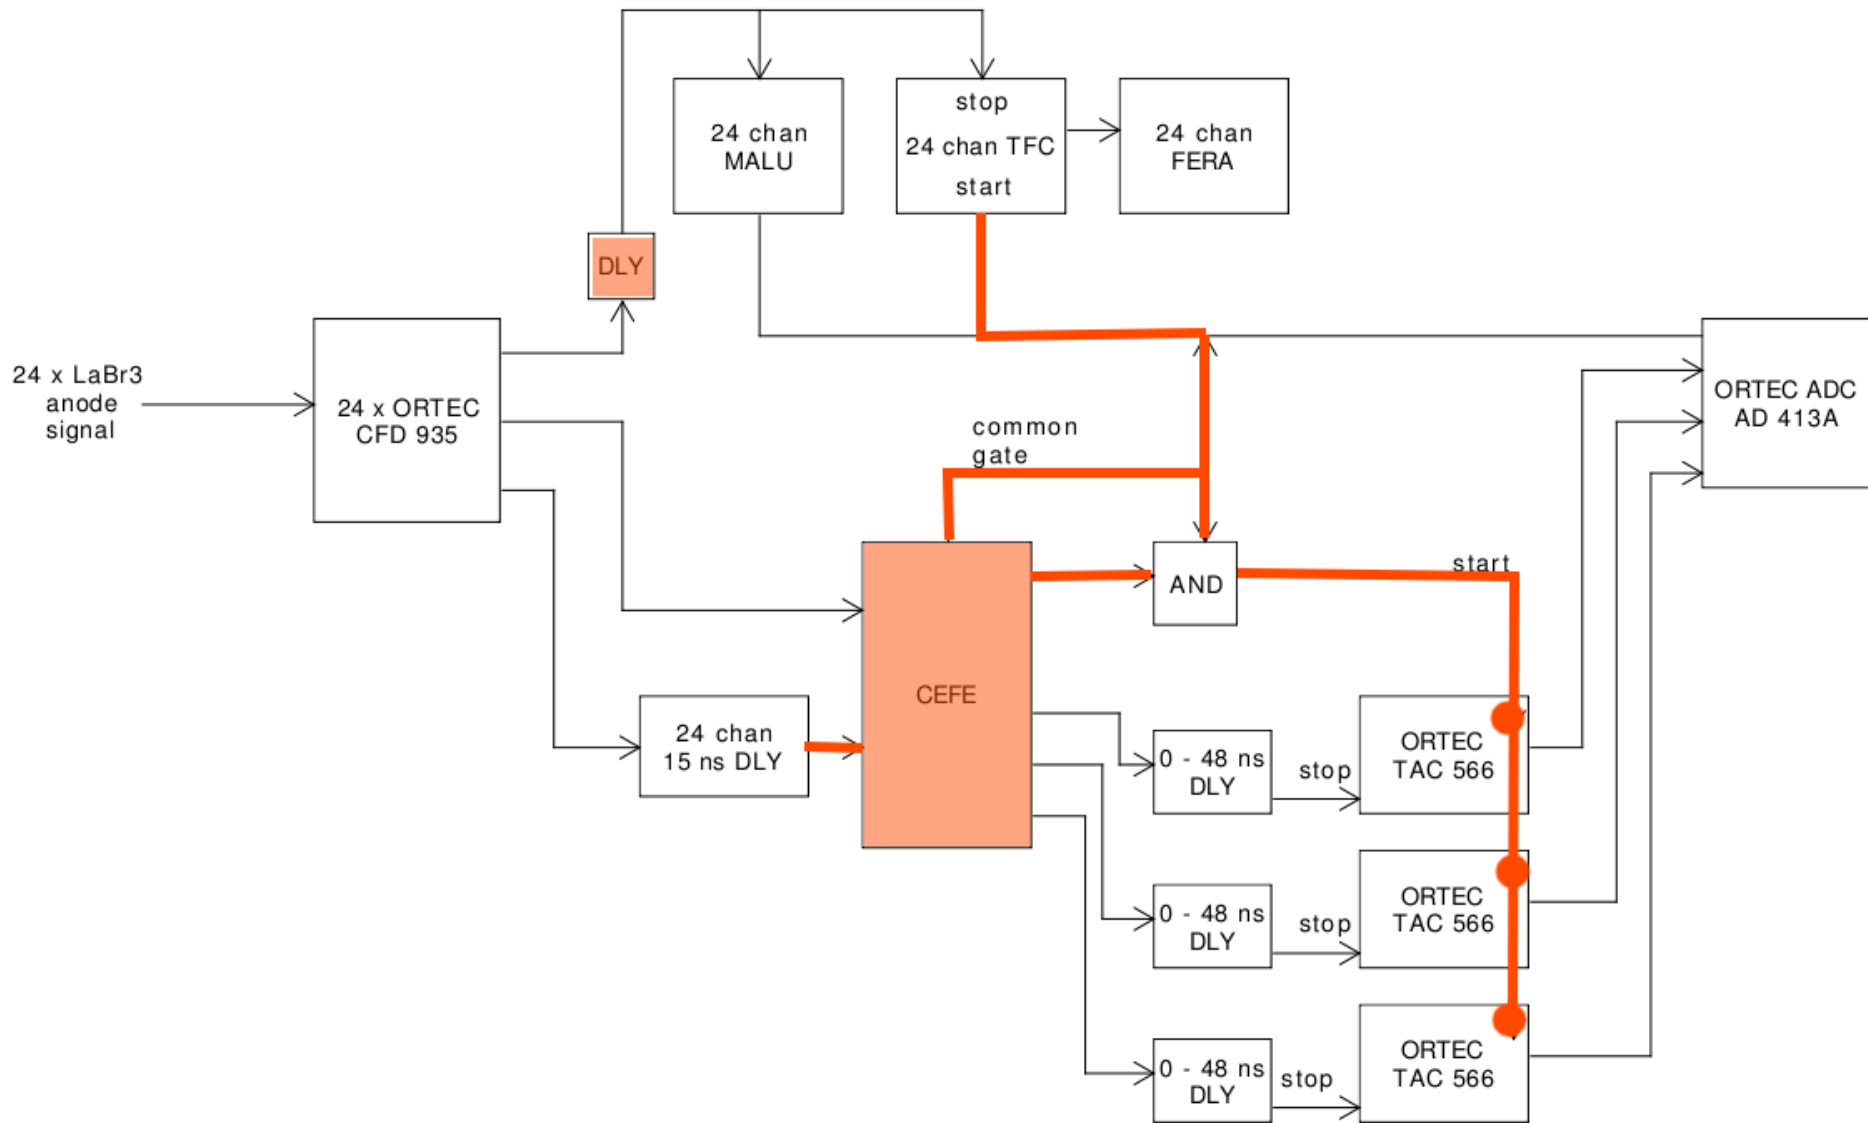 stop
24 chan TFC
start
24 chan
MALU
24 chan
FERA
DLY
24 x LaBr3
anode
signal
24 x ORTEC
CFD 935
ORTEC ADC
AD 413A
common
gate
start
AND
CEFE
24 chan
15 ns DLY
0 - 48 ns
DLY
stop
ORTEC
TAC 566
0 - 48 ns
DLY
stop
ORTEC
TAC 566
0 - 48 ns
DLY
stop
ORTEC
TAC 566